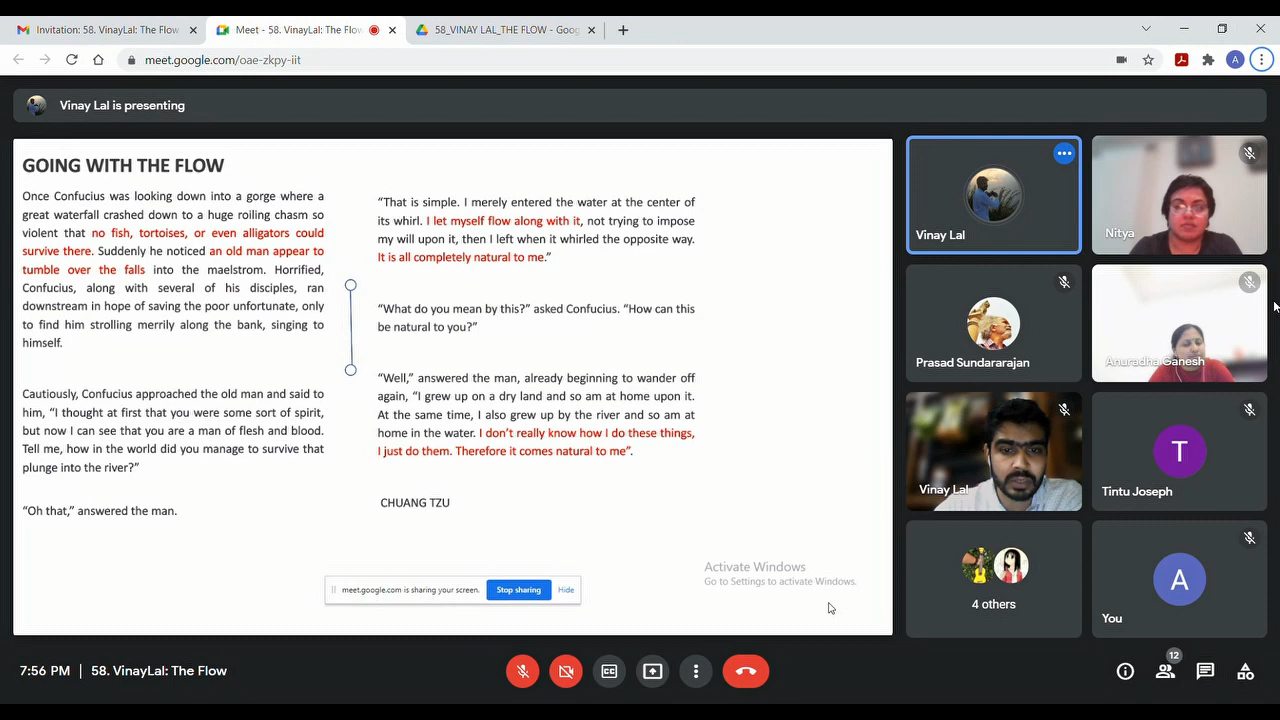 Invitation: 58. VinayLal: The Flow
Meet - 58. VinayLal: The Flow
58_VINAY LAL_THE FLOW - Goog
meet.google.com/oae-zkpy-iit
A
Vinay Lal is presenting
GOING WITH THE FLOW
Once Confucius was looking down into a gorge where a
great waterfall crashed down to a huge roiling chasm so
violent that no fish, tortoises, or even alligators could
survive there. Suddenly he noticed an old man appear to
tumble over the falls into the maelstrom. Horrified,
Confucius, along with several of his disciples, ran
downstream in hope of saving the poor unfortunate, only
to find him strolling merrily along the bank, singing to
himself.
Cautiously, Confucius approached the old man and said to
him, “I thought at first that you were some sort of spirit,
but now I can see that you are a man of flesh and blood.
Tell me, how in the world did you manage to survive that
plunge into the river?”
“Oh that,” answered the man.
“That is simple. I merely entered the water at the center of
its whirl. I let myself flow along with it, not trying to impose
my will upon it, then I left when it whirled the opposite way.
It is all completely natural to me.”
“What do you mean by this?” asked Confucius. “How can this
be natural to you?”
“Well,” answered the man, already beginning to wander off
again, “I grew up on a dry land and so am at home upon it.
At the same time, I also grew up by the river and so am at
home in the water. I don’t really know how I do these things,
I just do them. Therefore it comes natural to me”.
CHUANG TZU
Activate Windows
Go to Settings to activate Windows.
meet.google.com is sharing your screen.
Stop sharing
Hide
Vinay Lal
Nitya
Prasad Sundararajan
Anuradha Ganesh
Vinay Lal
T
Tintu Joseph
4 others
A
You
7:56 PM | 58. VinayLal: The Flow
12